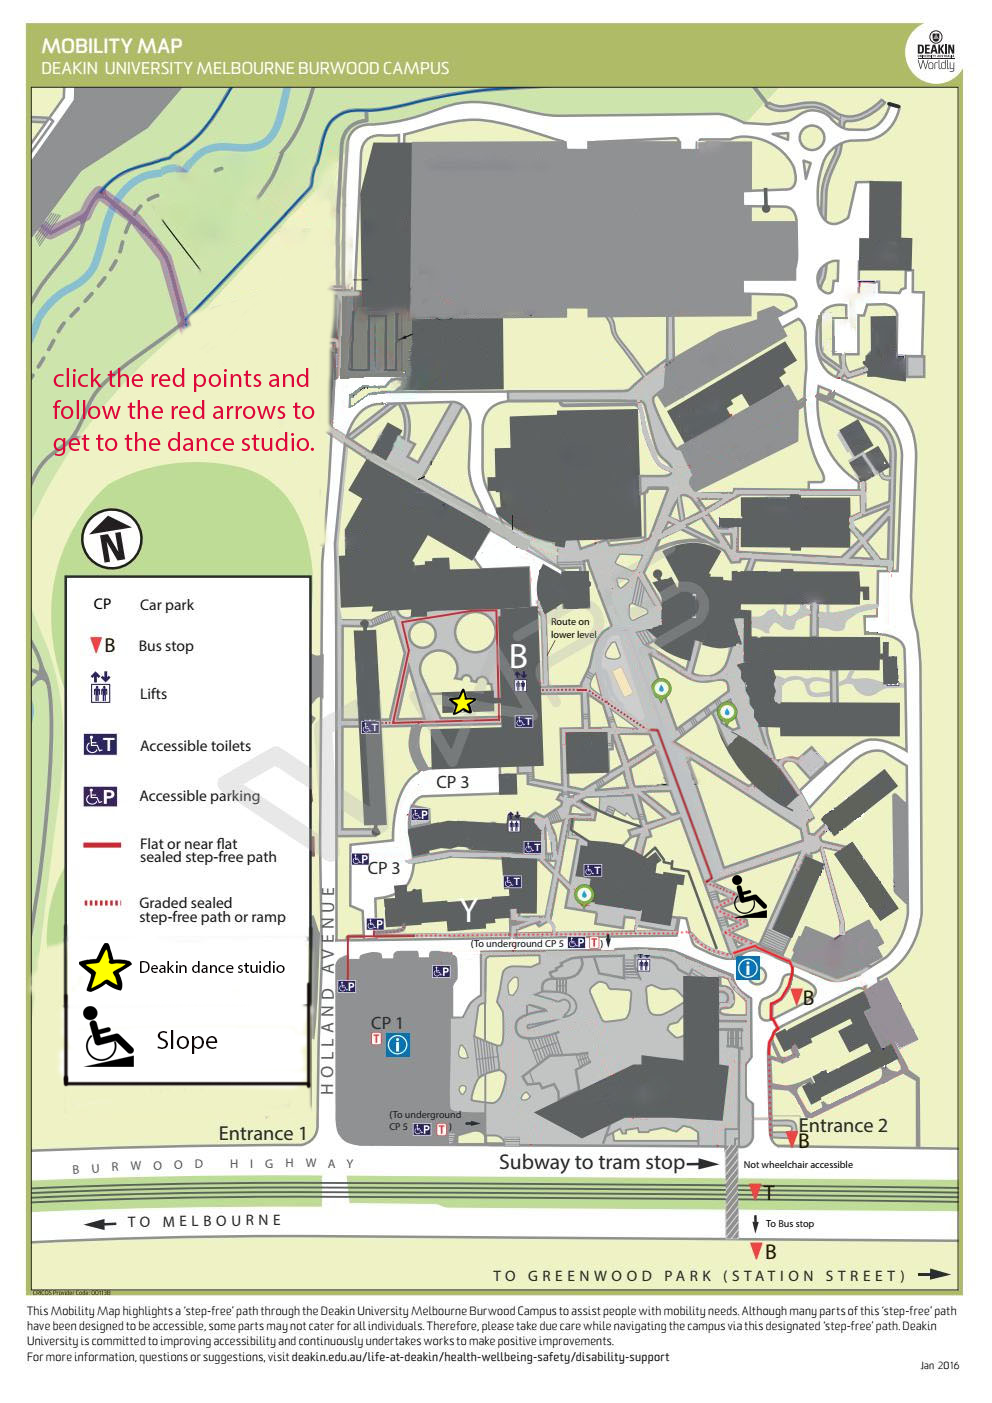 MOBILITY MAP
DEAKIN UNIVERSITY MELBOURNE BURWOOD CAMPUS
DEAKIN
Worldly
click the red points and
follow the red arrows to
get to the dance studio.
N
CP Car park
B Bus stop
Lifts
T Accessible toilets
P Accessible parking
Flat or near flat
sealed step-free path
Graded sealed
step-free path or ramp
Deakin dance stuidio
Slope
Route on
lower level
B
T
T
CP 3
P
T
P
CP 3
T
T
Y
P
(To underground CP 5 P T )
P
P
i
B
CP 1
T i
HOLLAND AVENUE
(To underground
CP 5 P T )
Entrance 1
Entrance 2
B
BURWOOD HIGHWAY
Subway to tram stop
Not wheelchair accessible
T
TO MELBOURNE
To Bus stop
B
TO GREENWOOD PARK (STATION STREET)
CRICOS Provider Code: 00113B
This Mobility Map highlights a 'step-free' path through the Deakin University Melbourne Burwood Campus to assist people with mobility needs. Although many parts of this 'step-free' path
have been designed to be accessible, some parts may not cater for all individuals. Therefore, please take due care while navigating the campus via this designated 'step-free' path. Deakin
University is committed to improving accessibility and continuously undertakes works to make positive improvements.
For more information, questions or suggestions, visit deakin.edu.au/life-at-deakin/health-wellbeing-safety/disability-support
Jan 2016